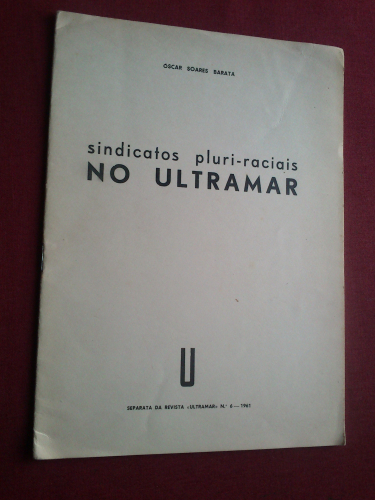 ÓSCAR SOARES BARATA
sindicatos pluri-raciais
NO ULTRAMAR
U
SEPARATA DA REVISTA «ULTRAMAR» N.º 6 — 1961